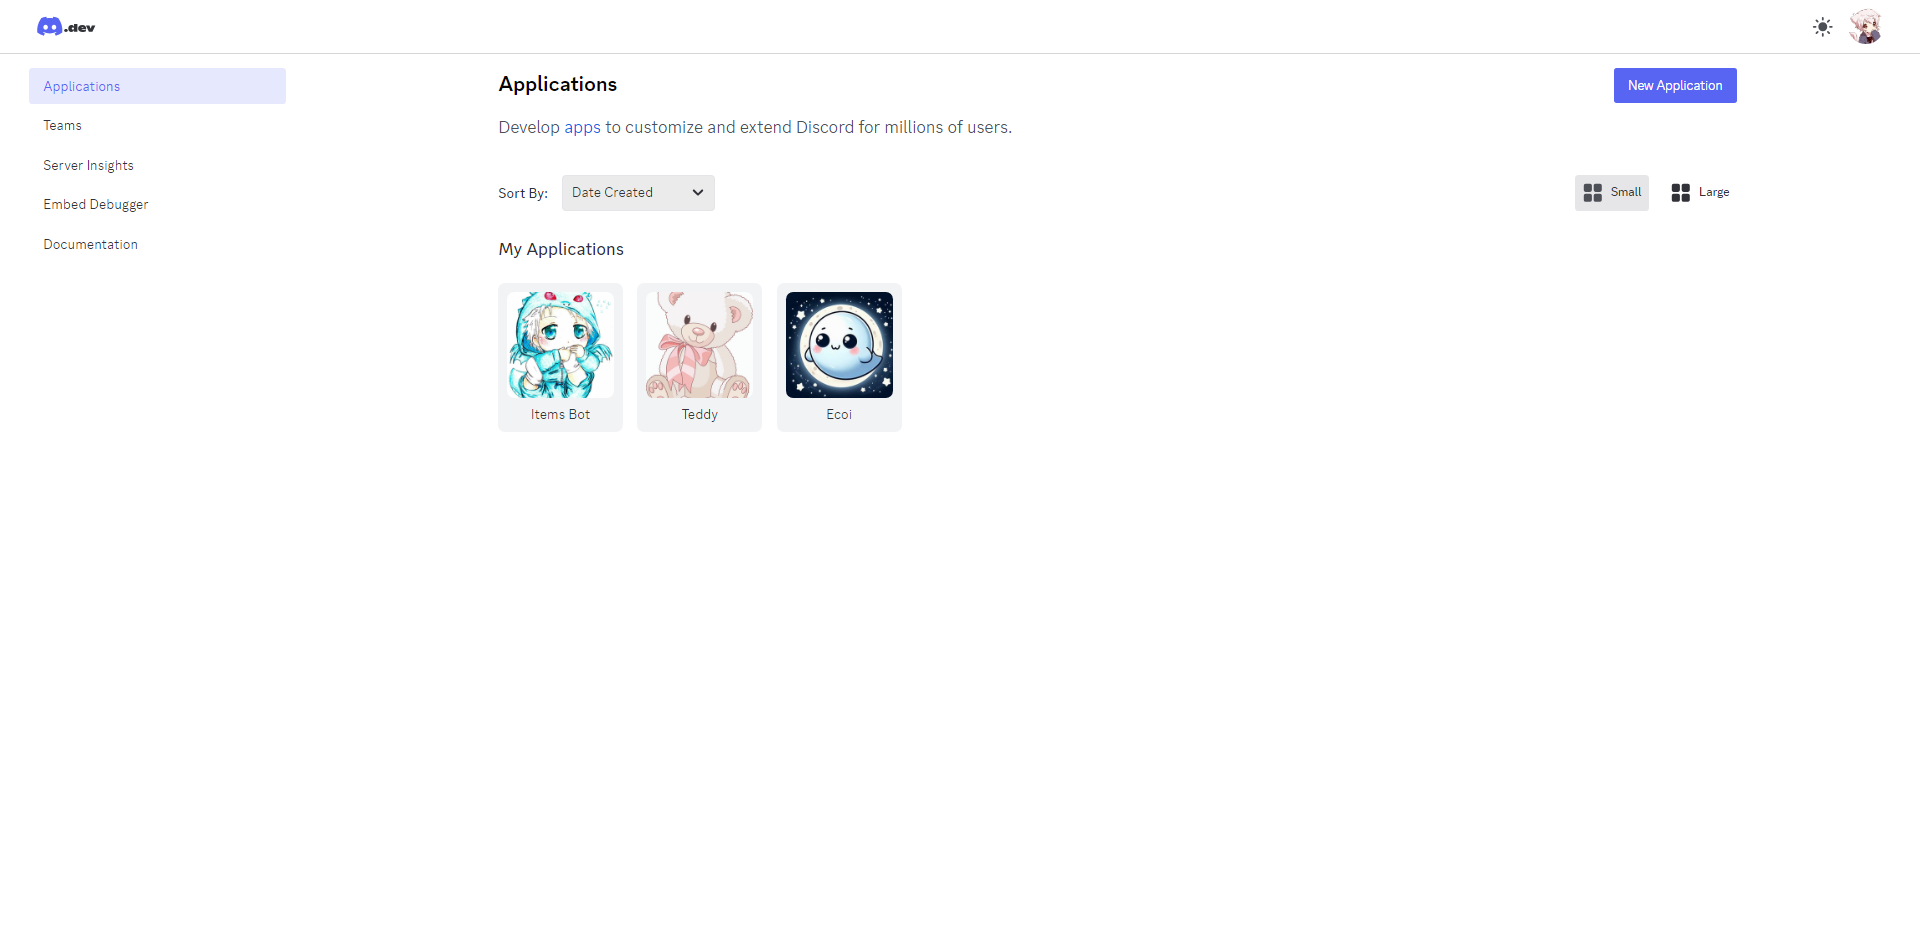 .dev
Applications
Teams
Server Insights
Embed Debugger
Documentation
Applications
New Application
Develop apps to customize and extend Discord for millions of users.
Sort By: Date Created
Small Large
My Applications
Items Bot Teddy Ecoi